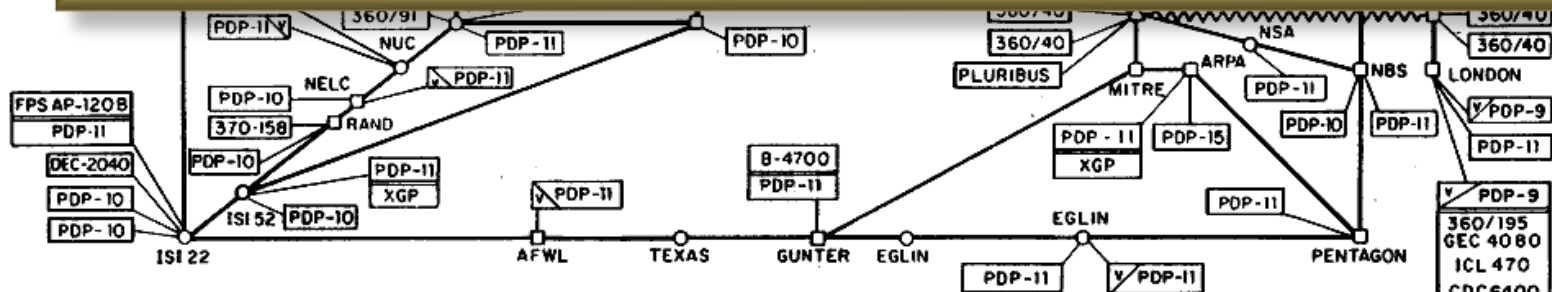 PDP-11 v
360/91
PDP-11
NUC
PDP-10
360/40
NSA
360/40
360/40
360/40
PLURIBUS
MITRE
ARPA
PDP-11
NBS
LONDON
NELC
v PDP-11
PDP-10
370-158
RAND
PDP-10
FPS AP-120B
PDP-11
DEC-2040
PDP-10
PDP-10
PDP-11
XGP
ISI 52
PDP-10
v PDP-11
B-4700
PDP-11
PDP-11
XGP
PDP-15
PDP-10
PDP-11
v PDP-9
PDP-11
PDP-11
v PDP-9
360/195
GEC 4080
ICL 470
CDC6400
ISI 22
AFWL
TEXAS
GUNTER
EGLIN
EGLIN
PENTAGON
PDP-11
v PDP-11